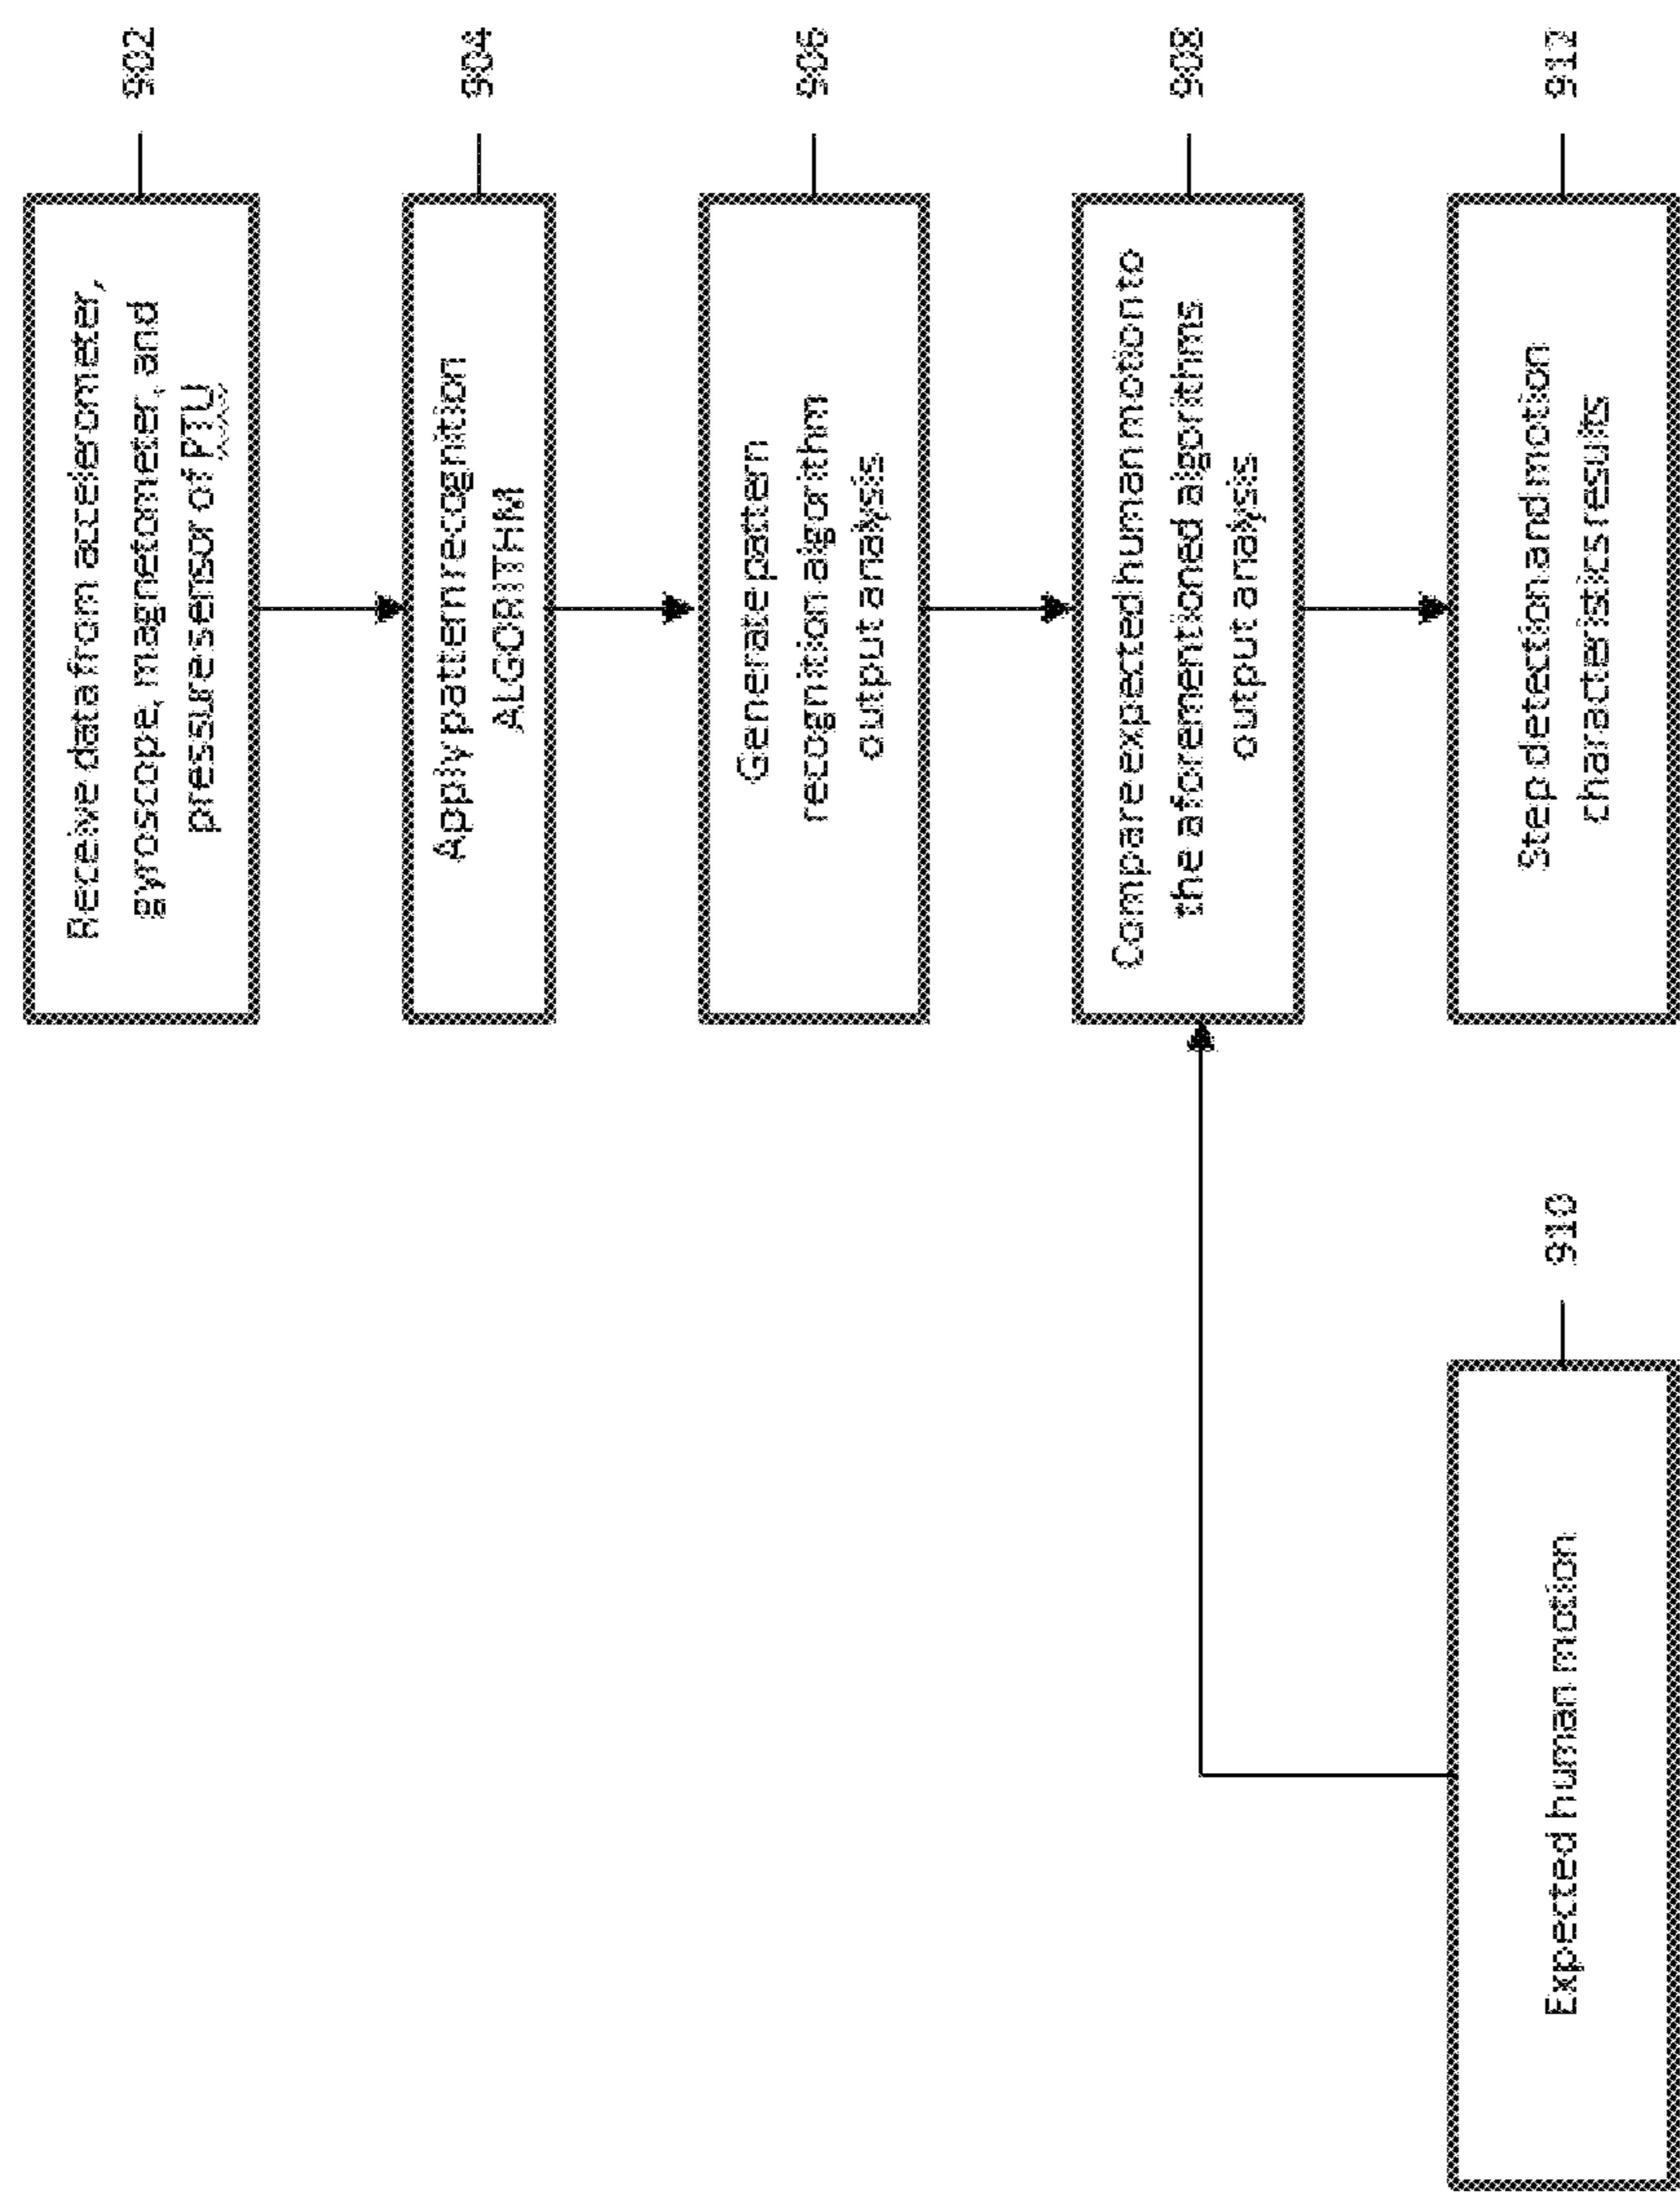 Receive data from accelerometer,
gyroscope, magnetometer, and
pressure sensor of PTU
902
Apply pattern recognition
ALGORITHM
904
Generate pattern
recognition algorithm
output analysis
906
Compare expected human motion to
the aforementioned algorithms
output analysis
908
Expected human motion
910
Step detection and motion
characteristics results
912